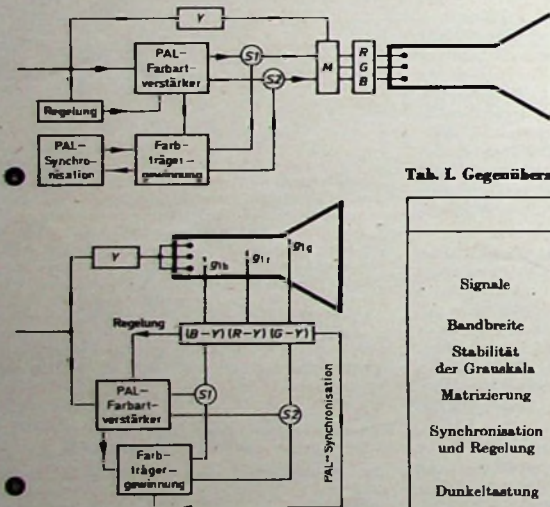 Y
PAL-
Farbart-
verstärker
S1
S2
M
R
G
B
Regelung
PAL-
Synchro-
nisation
Farb-
träger-
gewinnung
Tab. I. Gegenübers
Y
g1b
g1r
g1g
Regelung
(B-Y) (R-Y) (G-Y)
PAL-
Farbart-
verstärker
S1
S2
Farb-
träger-
gewinnung
PAL-Synchronisation
Signale
Bandbreite
Stabilität
der Grauskala
Matrizierung
Synchronisation
und Regelung
Dunkeltastung